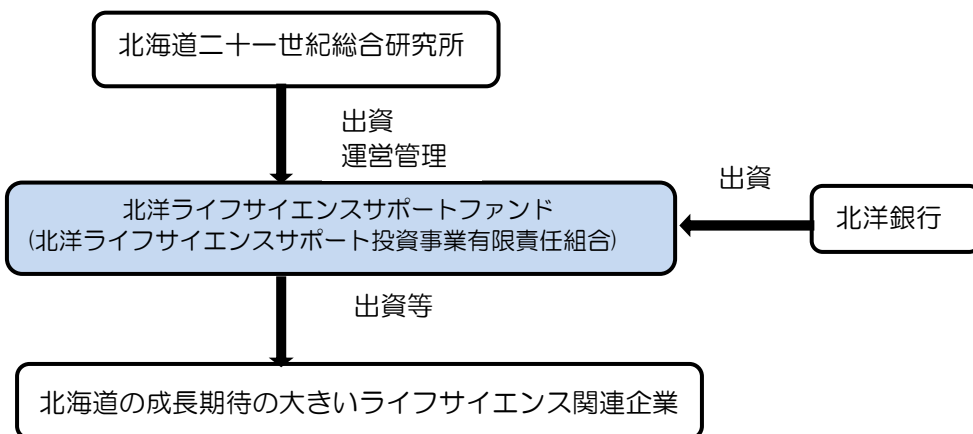 北海道二十一世紀総合研究所
出資
運営管理
出資
北洋ライフサイエンスサポートファンド
(北洋ライフサイエンスサポート投資事業有限責任組合)
北洋銀行
出資等
北海道の成長期待の大きいライフサイエンス関連企業